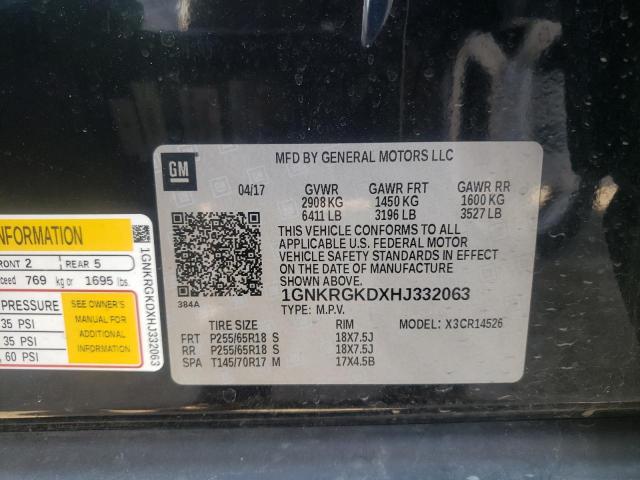 GM
MFD BY GENERAL MOTORS LLC
04/17 GVWR GAWR FRT GAWR RR
2908 KG 1450 KG 1600 KG
6411 LB 3196 LB 3527 LB
THIS VEHICLE CONFORMS TO ALL
APPLICABLE U.S. FEDERAL MOTOR
VEHICLE SAFETY STANDARDS IN EFFECT
ON THE DATE OF MANUFACTURE
SHOWN ABOVE.
1GNKRGKDXHJ332063
TYPE: M.P.V.
384A
TIRE SIZE RIM MODEL: X3CR14526
FRT P255/65R18 S 18X7.5J
RR P255/65R18 S 18X7.5J
SPA T145/70R17 M 17X4.5B
NFORMATION
RONT 2 REAR 5
ceed 769 kg or 1695 lbs.
PRESSURE
35 PSI
35 PSI
, 60 PSI
SEE OWNER'S
MANUAL FOR
ADDITIONAL
INFORMATION
1GNKRGKDXHJ332063